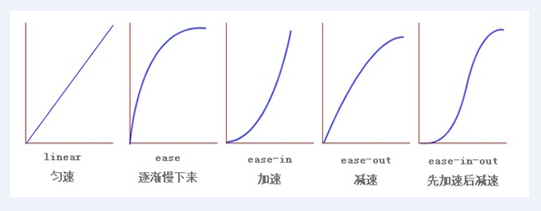 linear
匀速
ease
逐渐慢下来
ease-in
加速
ease-out
减速
ease-in-out
先加速后减速